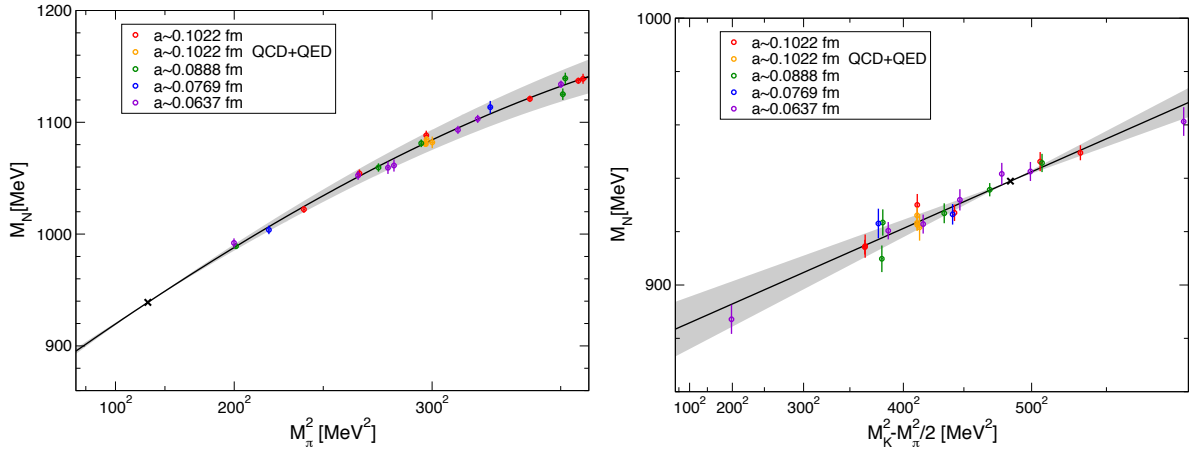 1200
1100
1000
900
M_N[MeV]
a~0.1022 fm
a~0.1022 fm QCD+QED
a~0.0888 fm
a~0.0769 fm
a~0.0637 fm
100² 200² 300²
M_π² [MeV²]
1000
900
M_N[MeV]
a~0.1022 fm
a~0.1022 fm QCD+QED
a~0.0888 fm
a~0.0769 fm
a~0.0637 fm
100² 200² 300² 400² 500²
M_K²-M_π²/2 [MeV²]